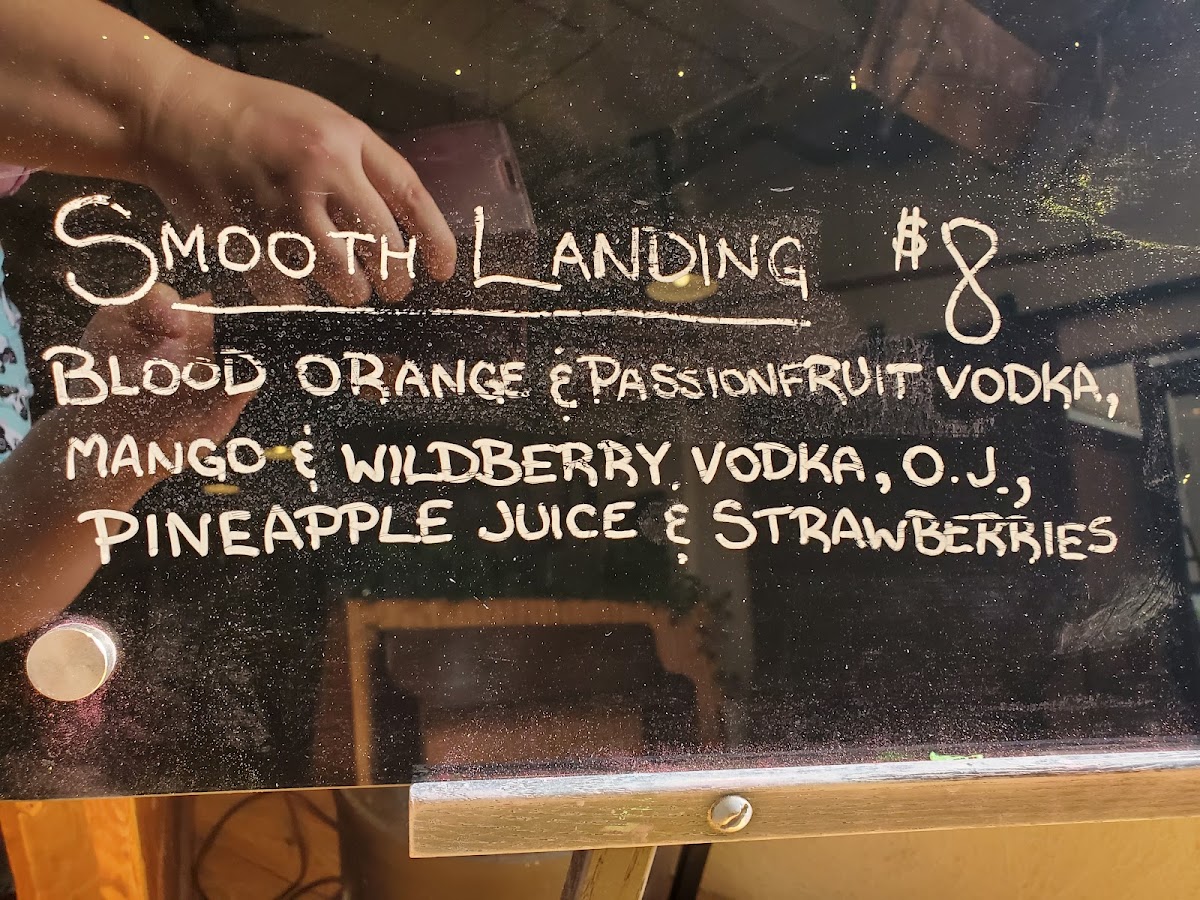 SMOOTH LANDING $8
BLOOD ORANGE & PASSIONFRUIT VODKA,
MANGO & WILDBERRY VODKA, O.J.,
PINEAPPLE JUICE & STRAWBERRIES